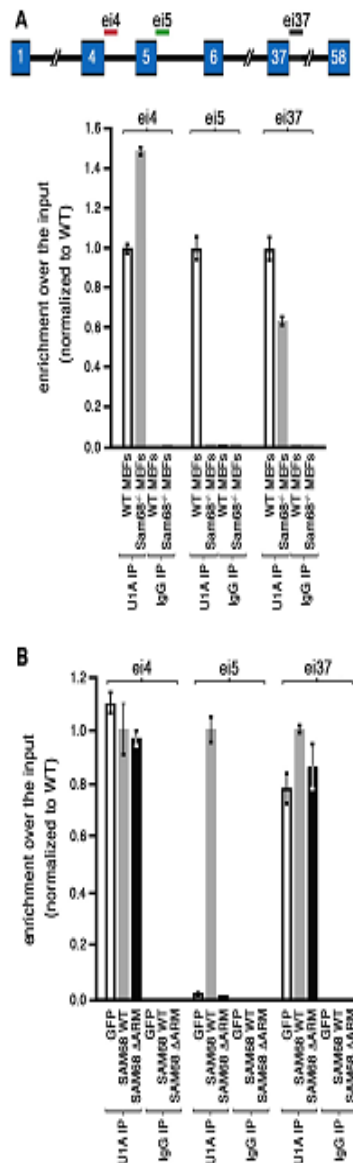 A
ei4 ei5 ei37
1 4 5 6 37 58
ei4 ei5 ei37
enrichment over the input
(normalized to WT)
1.6
1.4
1.2
1.0
0.8
0.6
0.4
0.2
0.0
WT MEFs
Sam68-/- MEFs
WT MEFs
Sam68-/- MEFs
WT MEFs
Sam68-/- MEFs
WT MEFs
Sam68-/- MEFs
WT MEFs
Sam68-/- MEFs
WT MEFs
Sam68-/- MEFs
U1A IP
IgG IP
U1A IP
IgG IP
U1A IP
IgG IP
B
ei4 ei5 ei37
enrichment over the input
(normalized to WT)
1.2
1.0
0.8
0.6
0.4
0.2
0.0
GFP
SAM68 WT
SAM68 ΔARM
GFP
SAM68 WT
SAM68 ΔARM
GFP
SAM68 WT
SAM68 ΔARM
GFP
SAM68 WT
SAM68 ΔARM
GFP
SAM68 WT
SAM68 ΔARM
GFP
SAM68 WT
SAM68 ΔARM
U1A IP
IgG IP
U1A IP
IgG IP
U1A IP
IgG IP